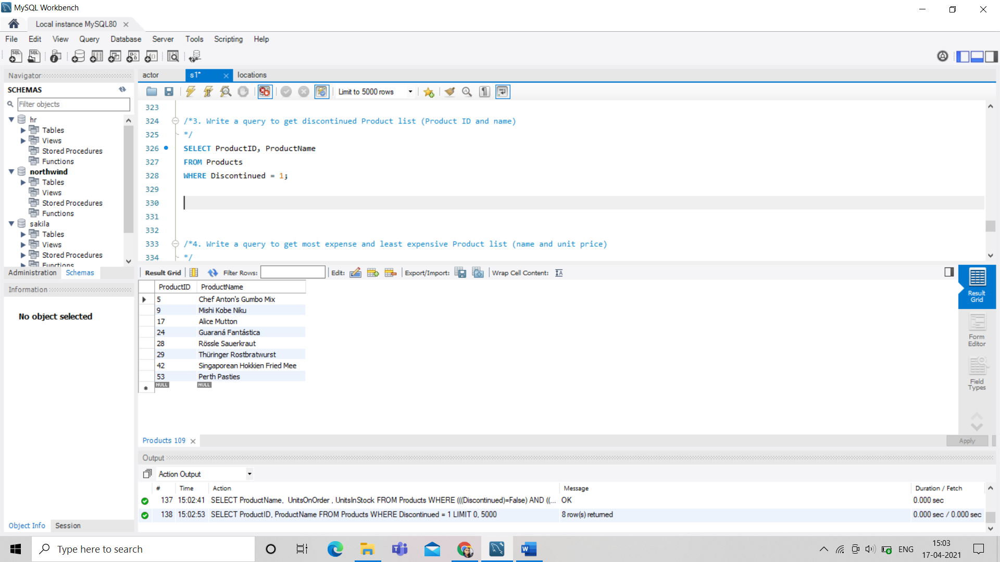 MySQL Workbench
Local instance MySQL80
File Edit View Query Database Server Tools Scripting Help
Navigator
SCHEMAS
Filter objects
hr
Tables
Views
Stored Procedures
Functions
northwind
Tables
Views
Stored Procedures
Functions
sakila
Tables
Views
Stored Procedures
Functions
Administration Schemas
Information
No object selected
Object Info Session
actor s1* locations
Limit to 5000 rows
323
324 /*3. Write a query to get discontinued Product list (Product ID and name)
325 */
326 SELECT ProductID, ProductName
327 FROM Products
328 WHERE Discontinued = 1;
329
330
331
332
333 /*4. Write a query to get most expense and least expensive Product list (name and unit price)
334 */
Result Grid Filter Rows: Edit: Export/Import: Wrap Cell Content:
ProductID ProductName
5 Chef Anton's Gumbo Mix
9 Mishi Kobe Niku
17 Alice Mutton
24 Guaraná Fantástica
28 Rössle Sauerkraut
29 Thüringer Rostbratwurst
42 Singaporean Hokkien Fried Mee
53 Perth Pasties
NULL NULL
Result
Grid
Form
Editor
Field
Types
Products 109
Apply
Output
Action Output
# Time Action Message Duration / Fetch
137 15:02:41 SELECT ProductName, UnitsOnOrder , UnitsInStock FROM Products WHERE (((Discontinued)=False) AND ((... OK 0.000 sec
138 15:02:53 SELECT ProductID, ProductName FROM Products WHERE Discontinued = 1 LIMIT 0, 5000 8 row(s) returned 0.000 sec / 0.000 sec
Type here to search
ENG
15:03
17-04-2021